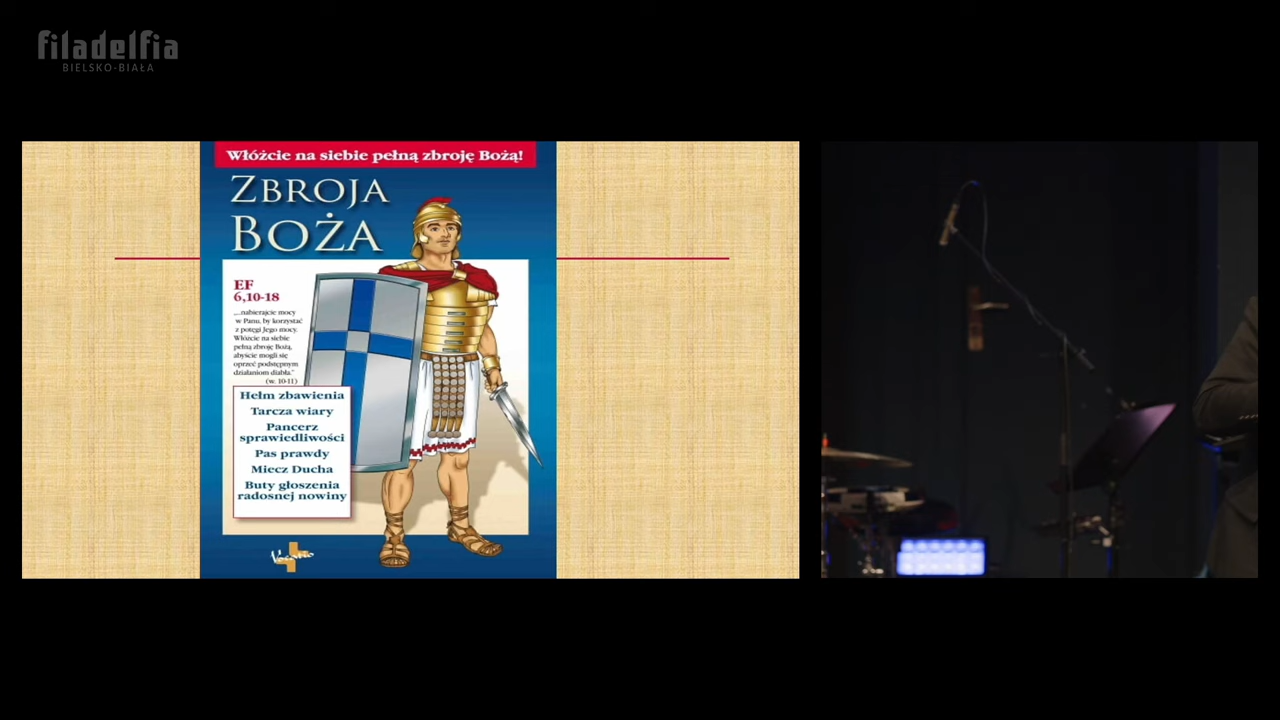 filadelfia
BIELSKO-BIAŁA
Włóżcie na siebie pełną zbroję Bożą!
ZBROJA
BOŻA
EF
6,10-18
„...nabierajcie mocy
w Panu, by korzystać
z potęgi Jego mocy.
Włóżcie na siebie
pełną zbroję Bożą,
abyście mogli się
oprzeć podstępnym
działaniom diabła."
(w. 10-11)
Hełm zbawienia
Tarcza wiary
Pancerz
sprawiedliwości
Pas prawdy
Miecz Ducha
Buty głoszenia
radosnej nowiny
Vocatio